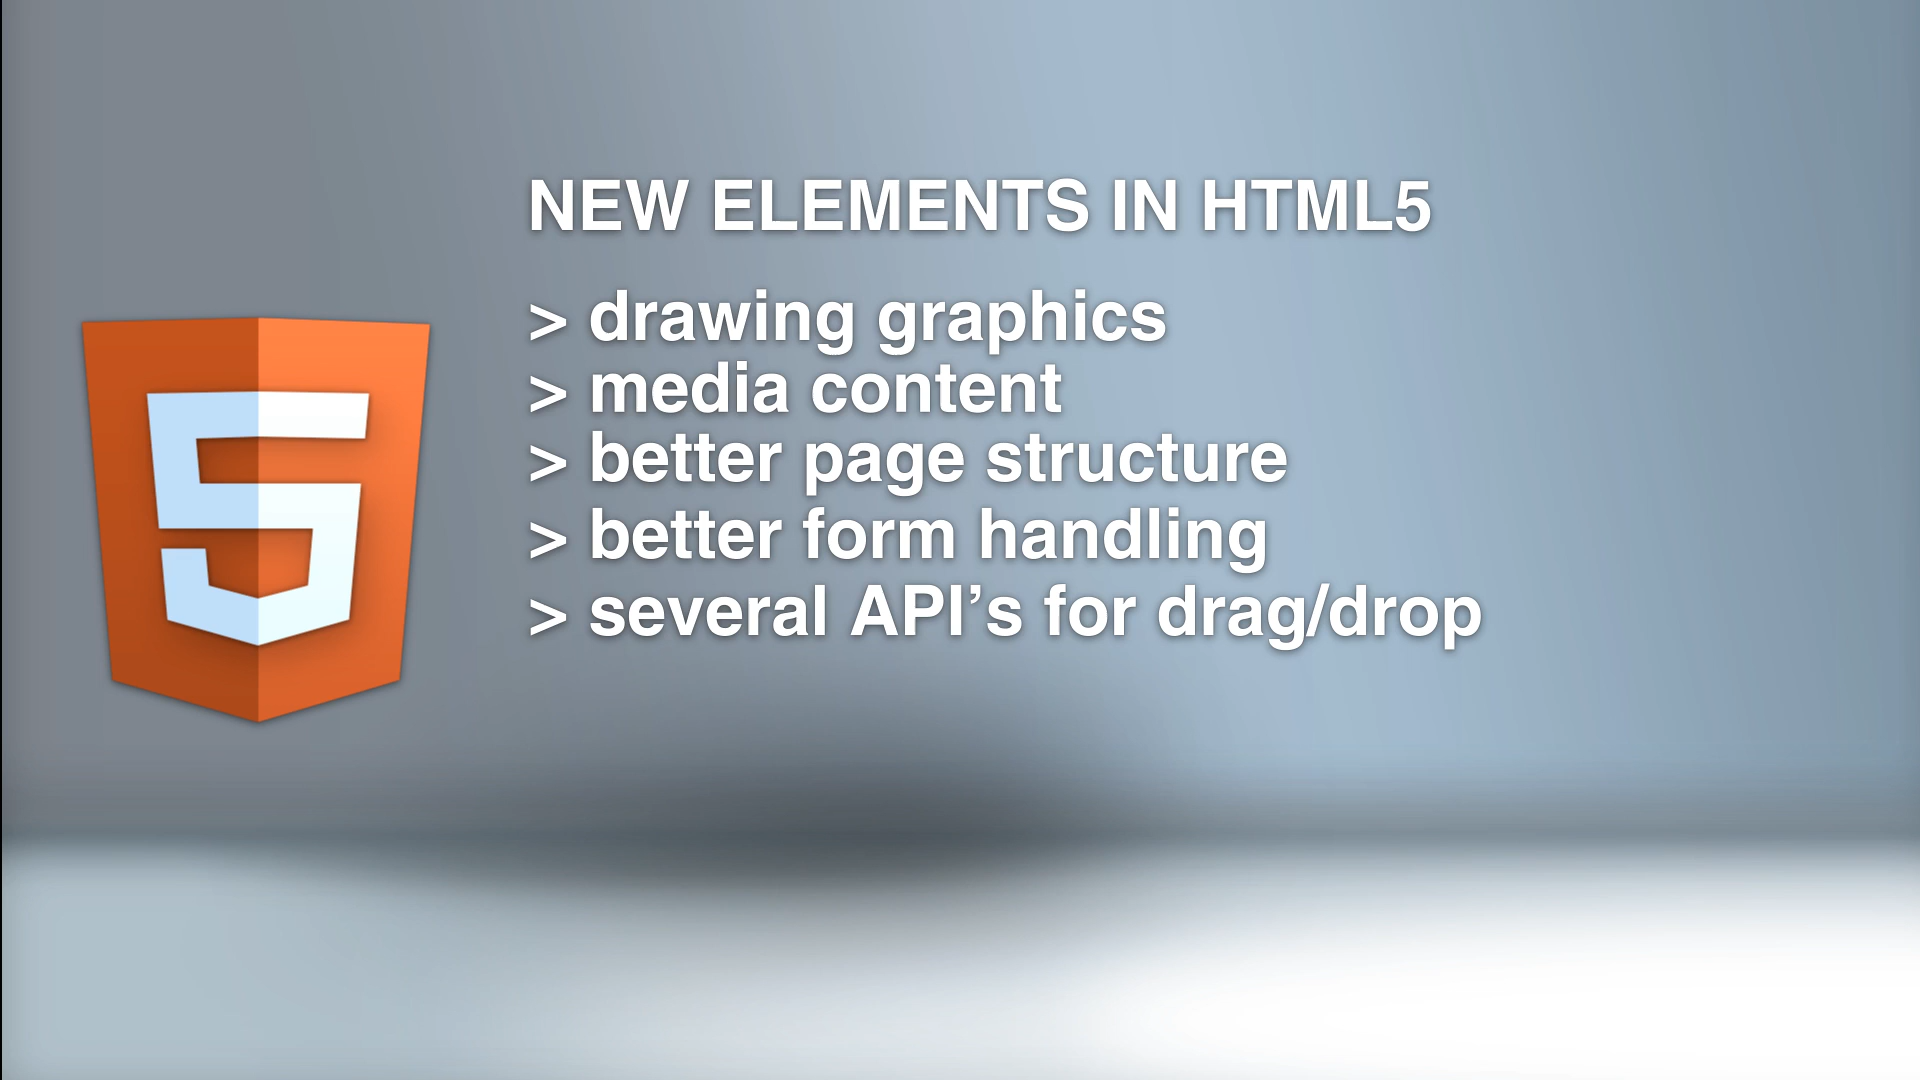 NEW ELEMENTS IN HTML5
> drawing graphics
> media content
> better page structure
> better form handling
> several API’s for drag/drop
5